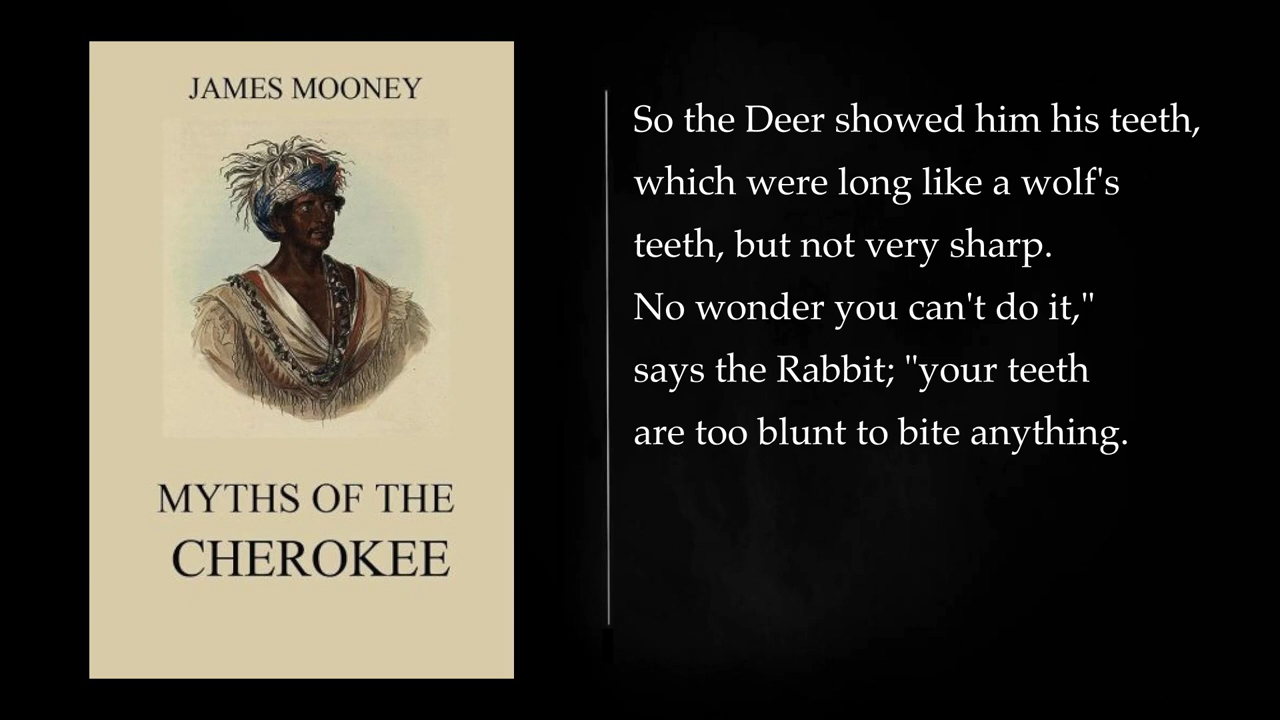 JAMES MOONEY
MYTHS OF THE
CHEROKEE
So the Deer showed him his teeth,
which were long like a wolf's
teeth, but not very sharp.
No wonder you can't do it,"
says the Rabbit; "your teeth
are too blunt to bite anything.